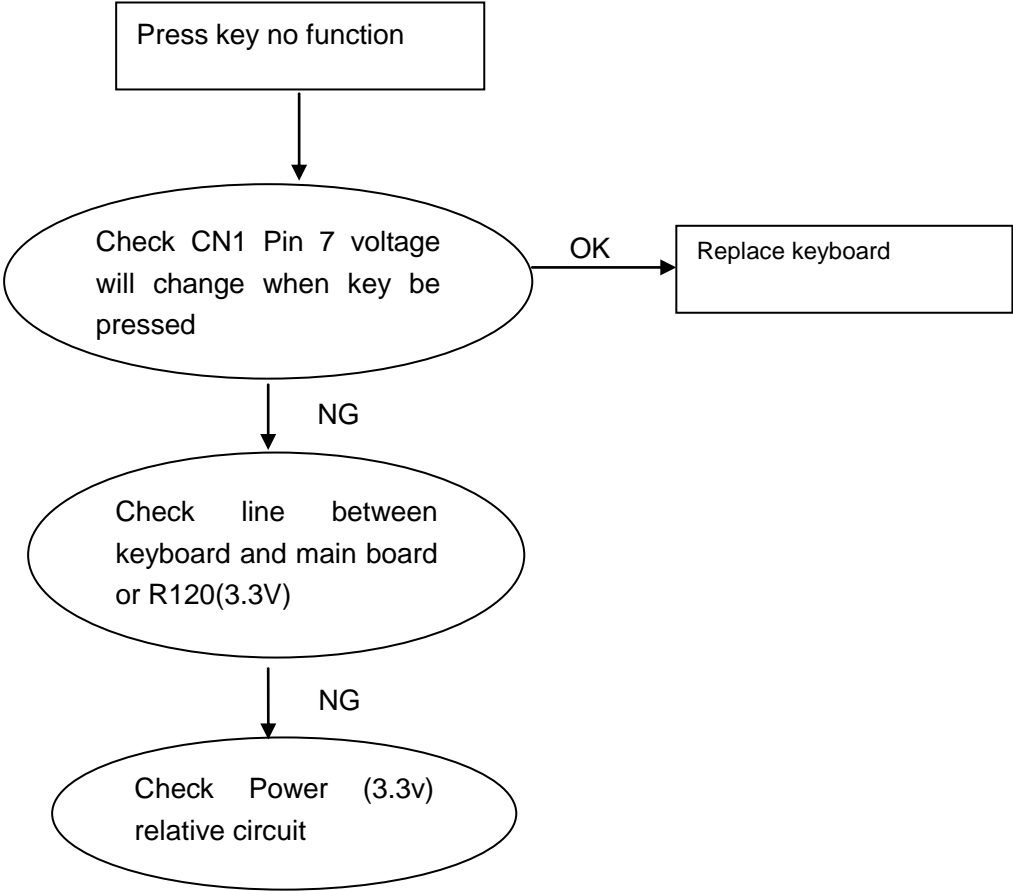 Press key no function
Check CN1 Pin 7 voltage
will change when key be
pressed
OK
Replace keyboard
NG
Check line between
keyboard and main board
or R120(3.3V)
NG
Check Power (3.3v)
relative circuit